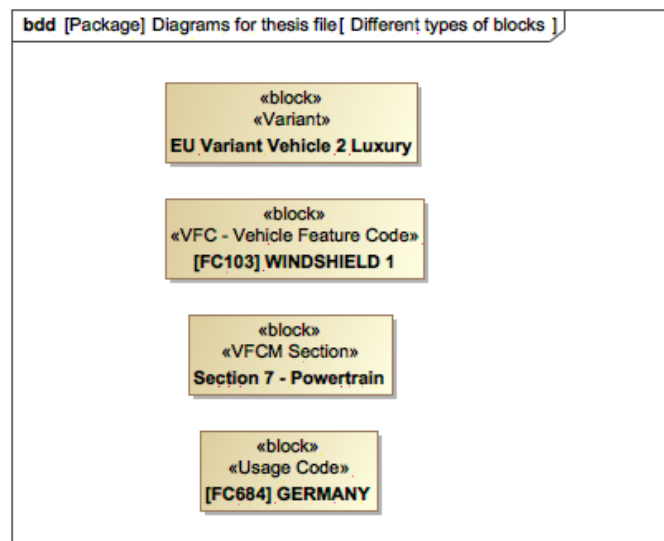 bdd [Package] Diagrams for thesis file[ Different types of blocks ]
«block»
«Variant»
EU Variant Vehicle 2 Luxury
«block»
«VFC - Vehicle Feature Code»
[FC103] WINDSHIELD 1
«block»
«VFCM Section»
Section 7 - Powertrain
«block»
«Usage Code»
[FC684] GERMANY